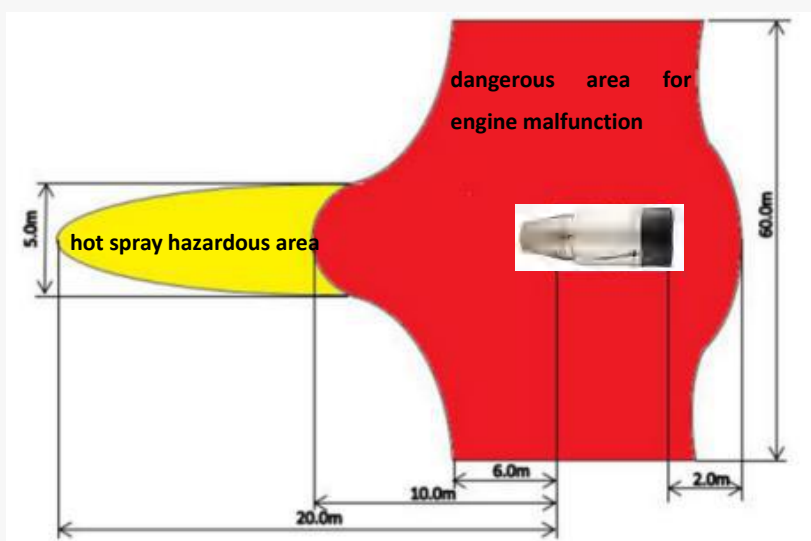 dangerous area for
engine malfunction
hot spray hazardous area
5.0m
60.0m
6.0m
2.0m
10.0m
20.0m